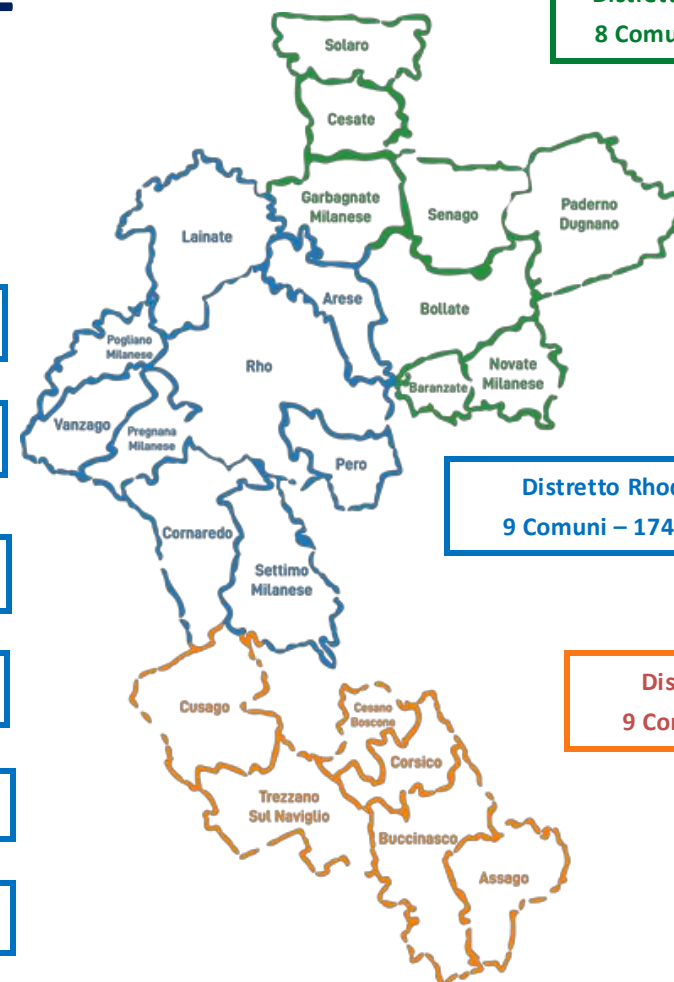 Distrett
8 Comu
Solaro
Cesate
Garbagnate
Milanese
Senago
Paderno
Dugnano
Lainate
Arese
Bollate
Pogliano
Milanese
Rho
Baranzate
Novate
Milanese
Vanzago
Pregnana
Milanese
Pero
Distretto Rho
9 Comuni – 174
Cornaredo
Settimo
Milanese
Dis
9 Co
Cusago
Cesano
Boscone
Corsico
Trezzano
Sul Naviglio
Buccinasco
Assago